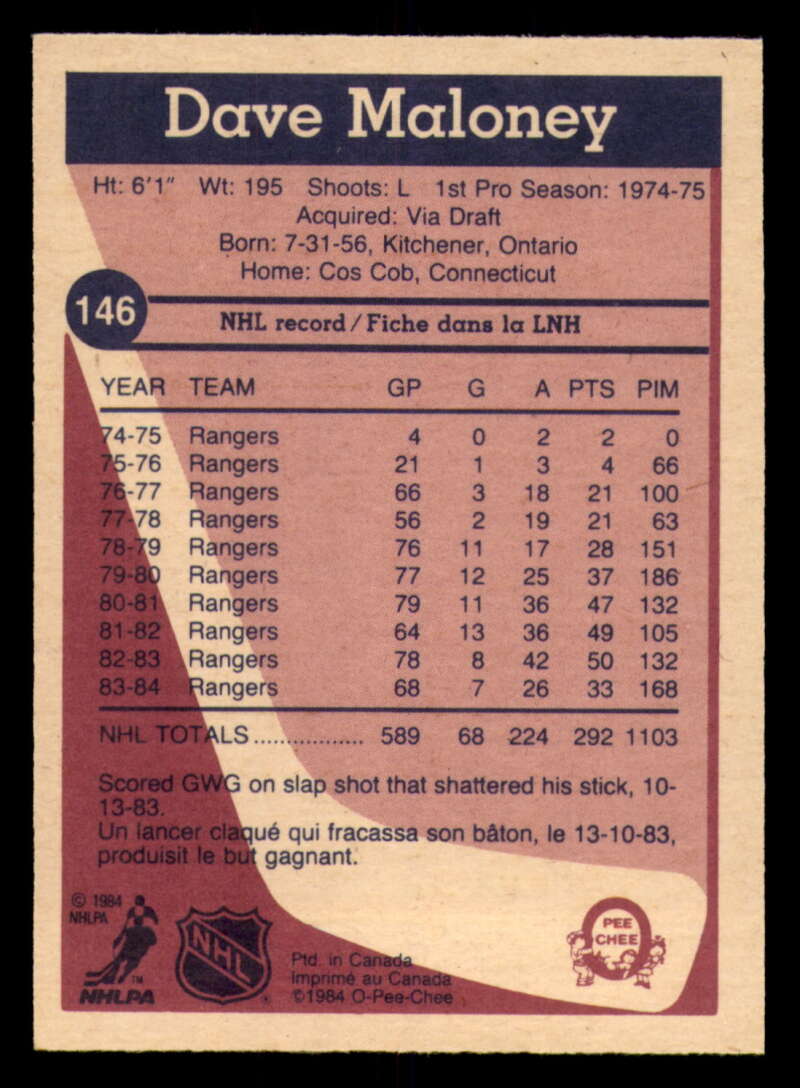 Dave Maloney
Ht: 6'1" Wt: 195 Shoots: L 1st Pro Season: 1974-75
Acquired: Via Draft
Born: 7-31-56, Kitchener, Ontario
Home: Cos Cob, Connecticut
146
NHL record/Fiche dans la LNH
YEAR TEAM GP G A PTS PIM
74-75 Rangers 4 0 2 2 0
75-76 Rangers 21 1 3 4 66
76-77 Rangers 66 3 18 21 100
77-78 Rangers 56 2 19 21 63
78-79 Rangers 76 11 17 28 151
79-80 Rangers 77 12 25 37 186
80-81 Rangers 79 11 36 47 132
81-82 Rangers 64 13 36 49 105
82-83 Rangers 78 8 42 50 132
83-84 Rangers 68 7 26 33 168
NHL TOTALS................. 589 68 224 292 1103
Scored GWG on slap shot that shattered his stick, 10-
13-83.
Un lancer claqué qui fracassa son bâton, le 13-10-83,
produisit le but gagnant.
© 1984
NHLPA
TM
NHLPA
NHL
Ptd. in Canada
Imprimé au Canada
©1984 O-Pee-Chee
O
PEE
CHEE